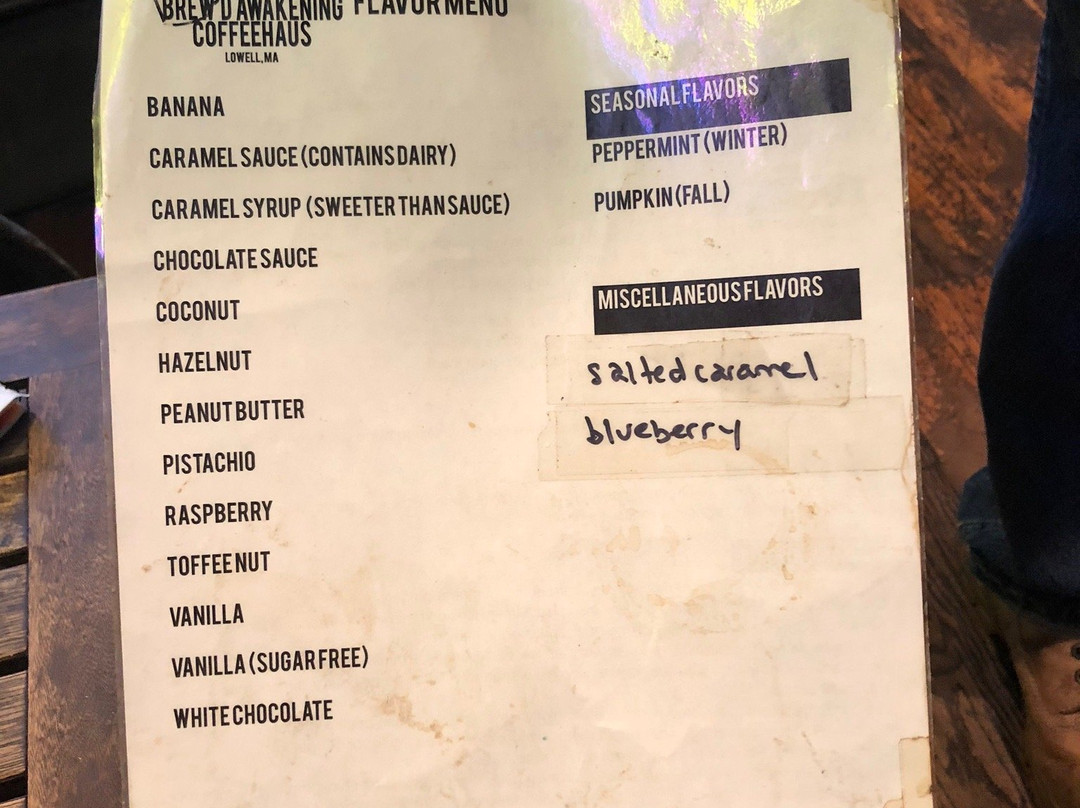 BREW'D AWAKENING FLAVOR MENU
COFFEEHAUS
LOWELL, MA
BANANA
CARAMEL SAUCE (CONTAINS DAIRY)
CARAMEL SYRUP (SWEETER THAN SAUCE)
CHOCOLATE SAUCE
COCONUT
HAZELNUT
PEANUT BUTTER
PISTACHIO
RASPBERRY
TOFFEE NUT
VANILLA
VANILLA (SUGAR FREE)
WHITE CHOCOLATE
SEASONAL FLAVORS
PEPPERMINT (WINTER)
PUMPKIN (FALL)
MISCELLANEOUS FLAVORS
salted caramel
blueberry